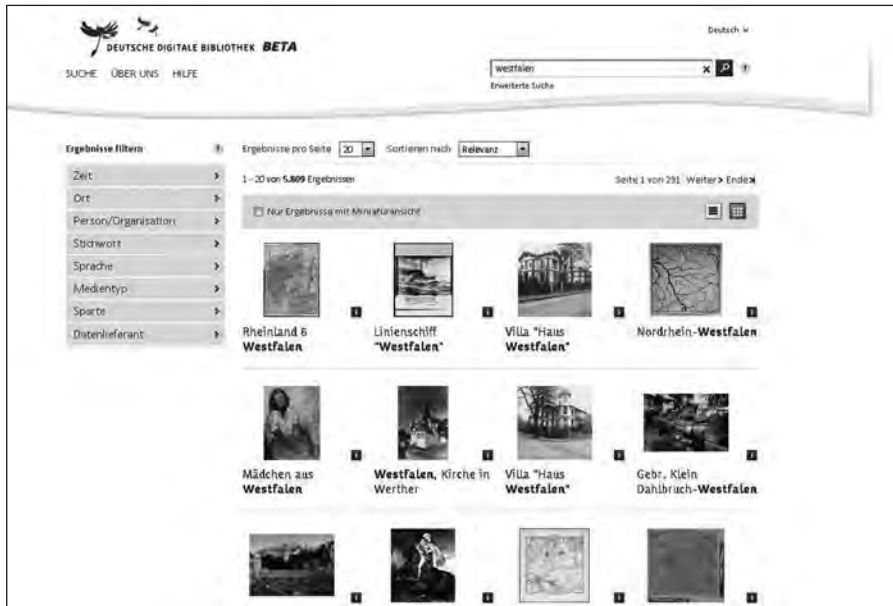 Deutsch
DEUTSCHE DIGITALE BIBLIOTHEK BETA
SUCHE ÜBER UNS HILFE
westfalen
Erweiterte Suche
Ergebnisse filtern
Ergebnisse pro Seite 20 Sortieren nach Relevanz
Zeit
1 - 20 von 5.809 Ergebnissen
Seite 1 von 291 Weiter > Ende
Ort
Person/Organisation
Nur Ergebnisse mit Miniaturansicht
Stichwort
Sprache
Medientyp
Sparte
Datenlieferant
Rheinland &
Westfalen
Linienschiff
"Westfalen"
Villa "Haus
Westfalen"
Nordrhein-Westfalen
Mädchen aus
Westfalen
Westfalen, Kirche in
Werther
Villa "Haus
Westfalen"
Gebr. Klein
Dahlbruch-Westfalen